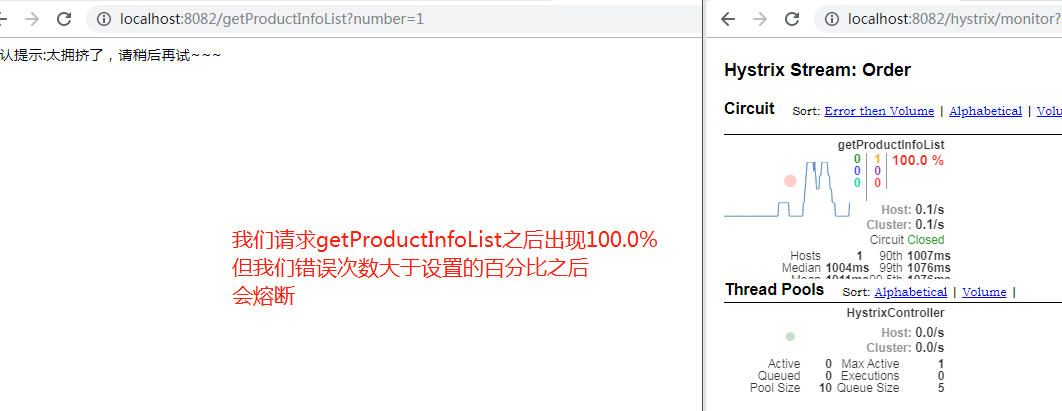 localhost:8082/getProductInfoList?number=1
认提示:太拥挤了，请稍后再试~~~
我们请求getProductInfoList之后出现100.0%
但我们错误次数大于设置的百分比之后
会熔断
localhost:8082/hystrix/monitor?
Hystrix Stream: Order
Circuit Sort: Error then Volume | Alphabetical | Volu
getProductInfoList
0 1 100.0 %
0 0
0 0
Host: 0.1/s
Cluster: 0.1/s
Circuit Closed
Hosts 1 90th 1007ms
Median 1004ms 99th 1076ms
Mean 1011ms 99.5th 1076ms
Thread Pools Sort: Alphabetical | Volume |
HystrixController
Host: 0.0/s
Cluster: 0.0/s
Active 0 Max Active 1
Queued 0 Executions 0
Pool Size 10 Queue Size 5